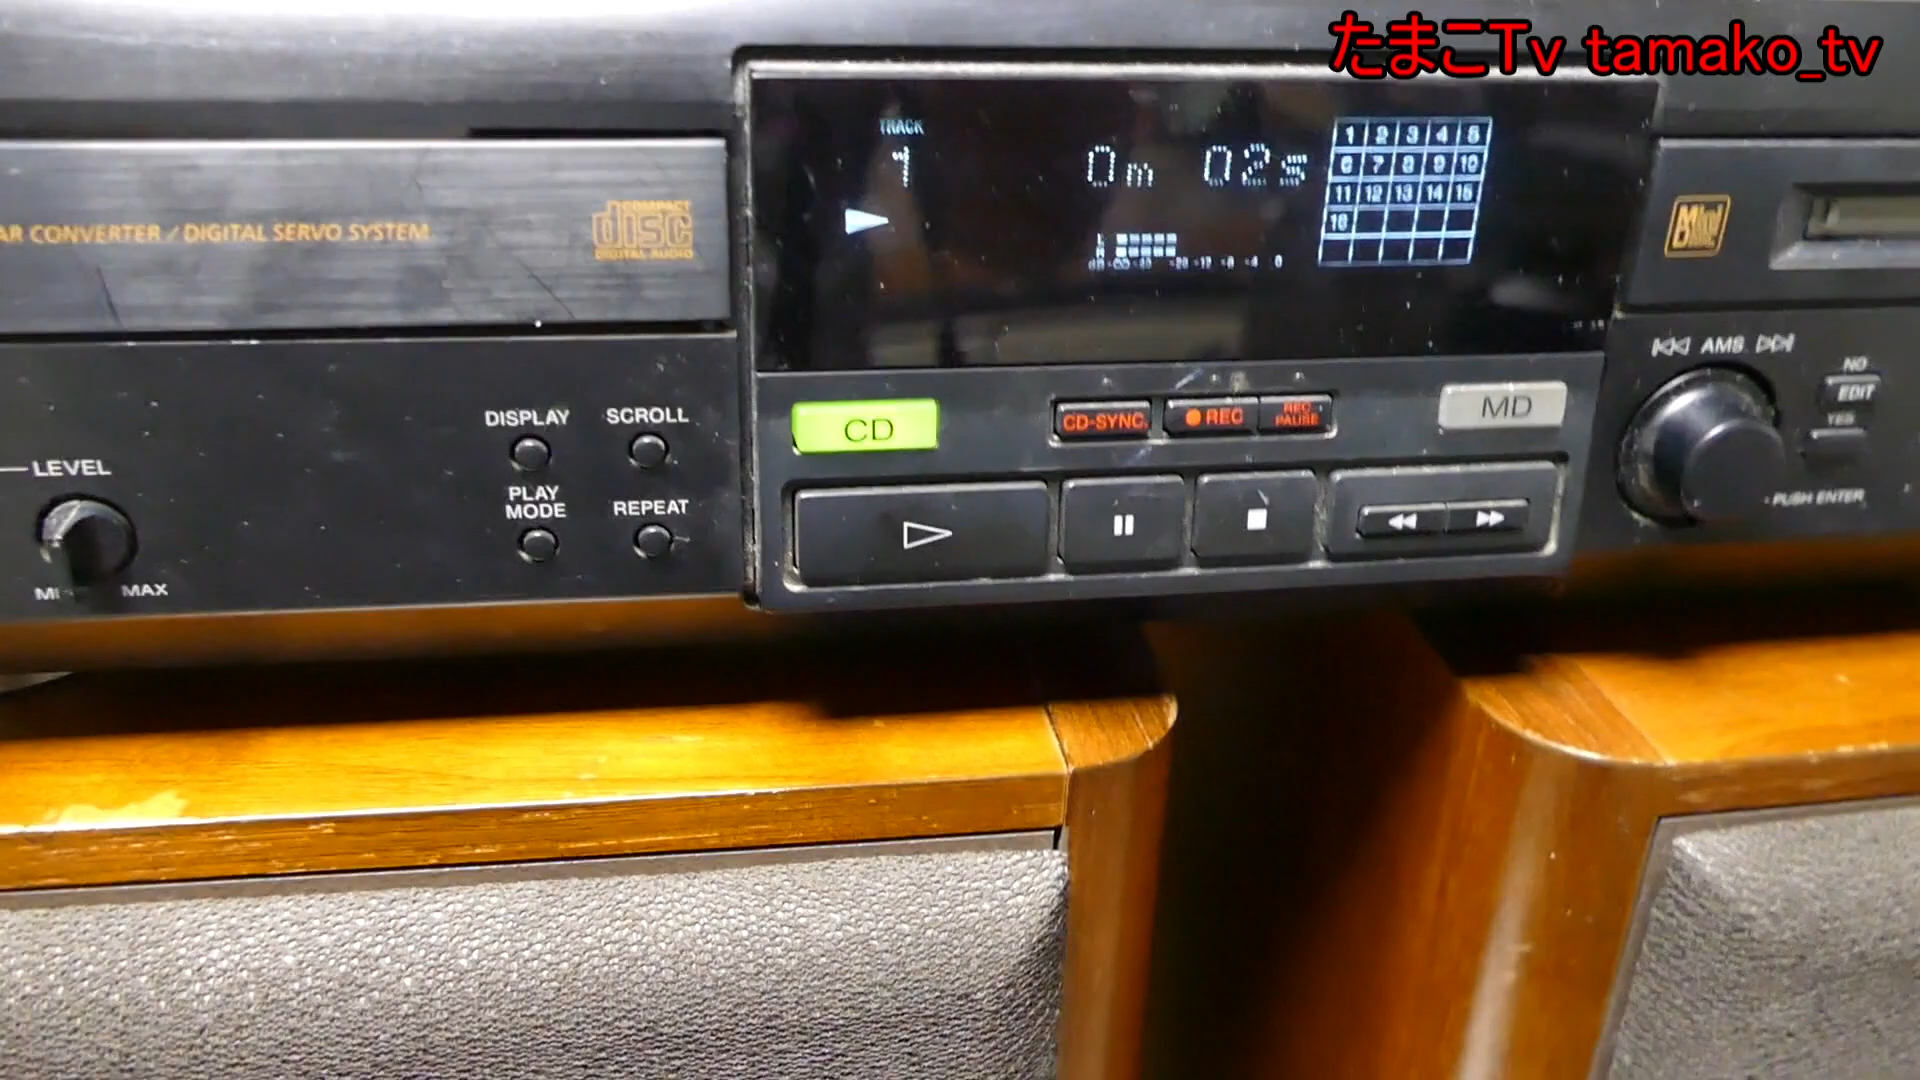 たまこTv tamako_tv
TRACK
1 0m 02s
1 2 3 4 5
6 7 8 9 10
11 12 13 14 15
16
L
R
AR CONVERTER / DIGITAL SERVO SYSTEM
COMPACT
disc
DIGITAL AUDIO
Mini
Disc
AMS
NO
EDIT
YES
PUSH ENTER
DISPLAY
SCROLL
CD
CD-SYNC
REC
REC
PAUSE
MD
LEVEL
PLAY
MODE
REPEAT
MAX